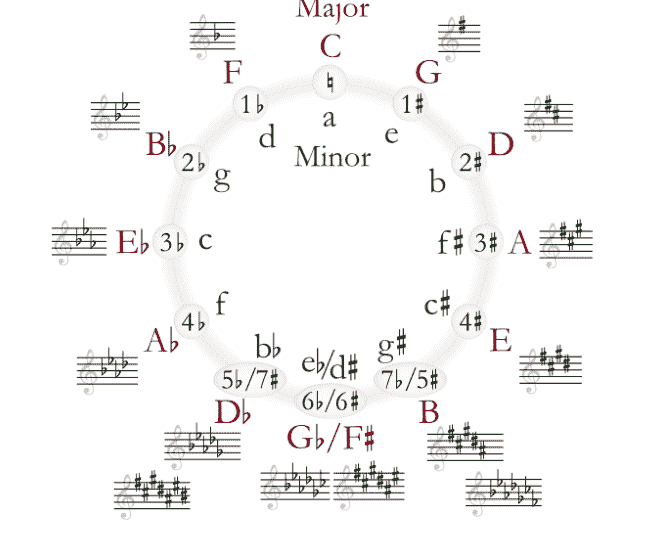 Major
C
F
G
♮
1♭
1♯
a
d
e
B♭
Minor
D
2♭
2♯
g
b
E♭
3♭
c
f♯
3♯
A
f
c♯
4♭
4♯
A♭
E
b♭
e♭/d♯
g♯
5♭/7♯
6♭/6♯
7♭/5♯
D♭
B
G♭/F♯